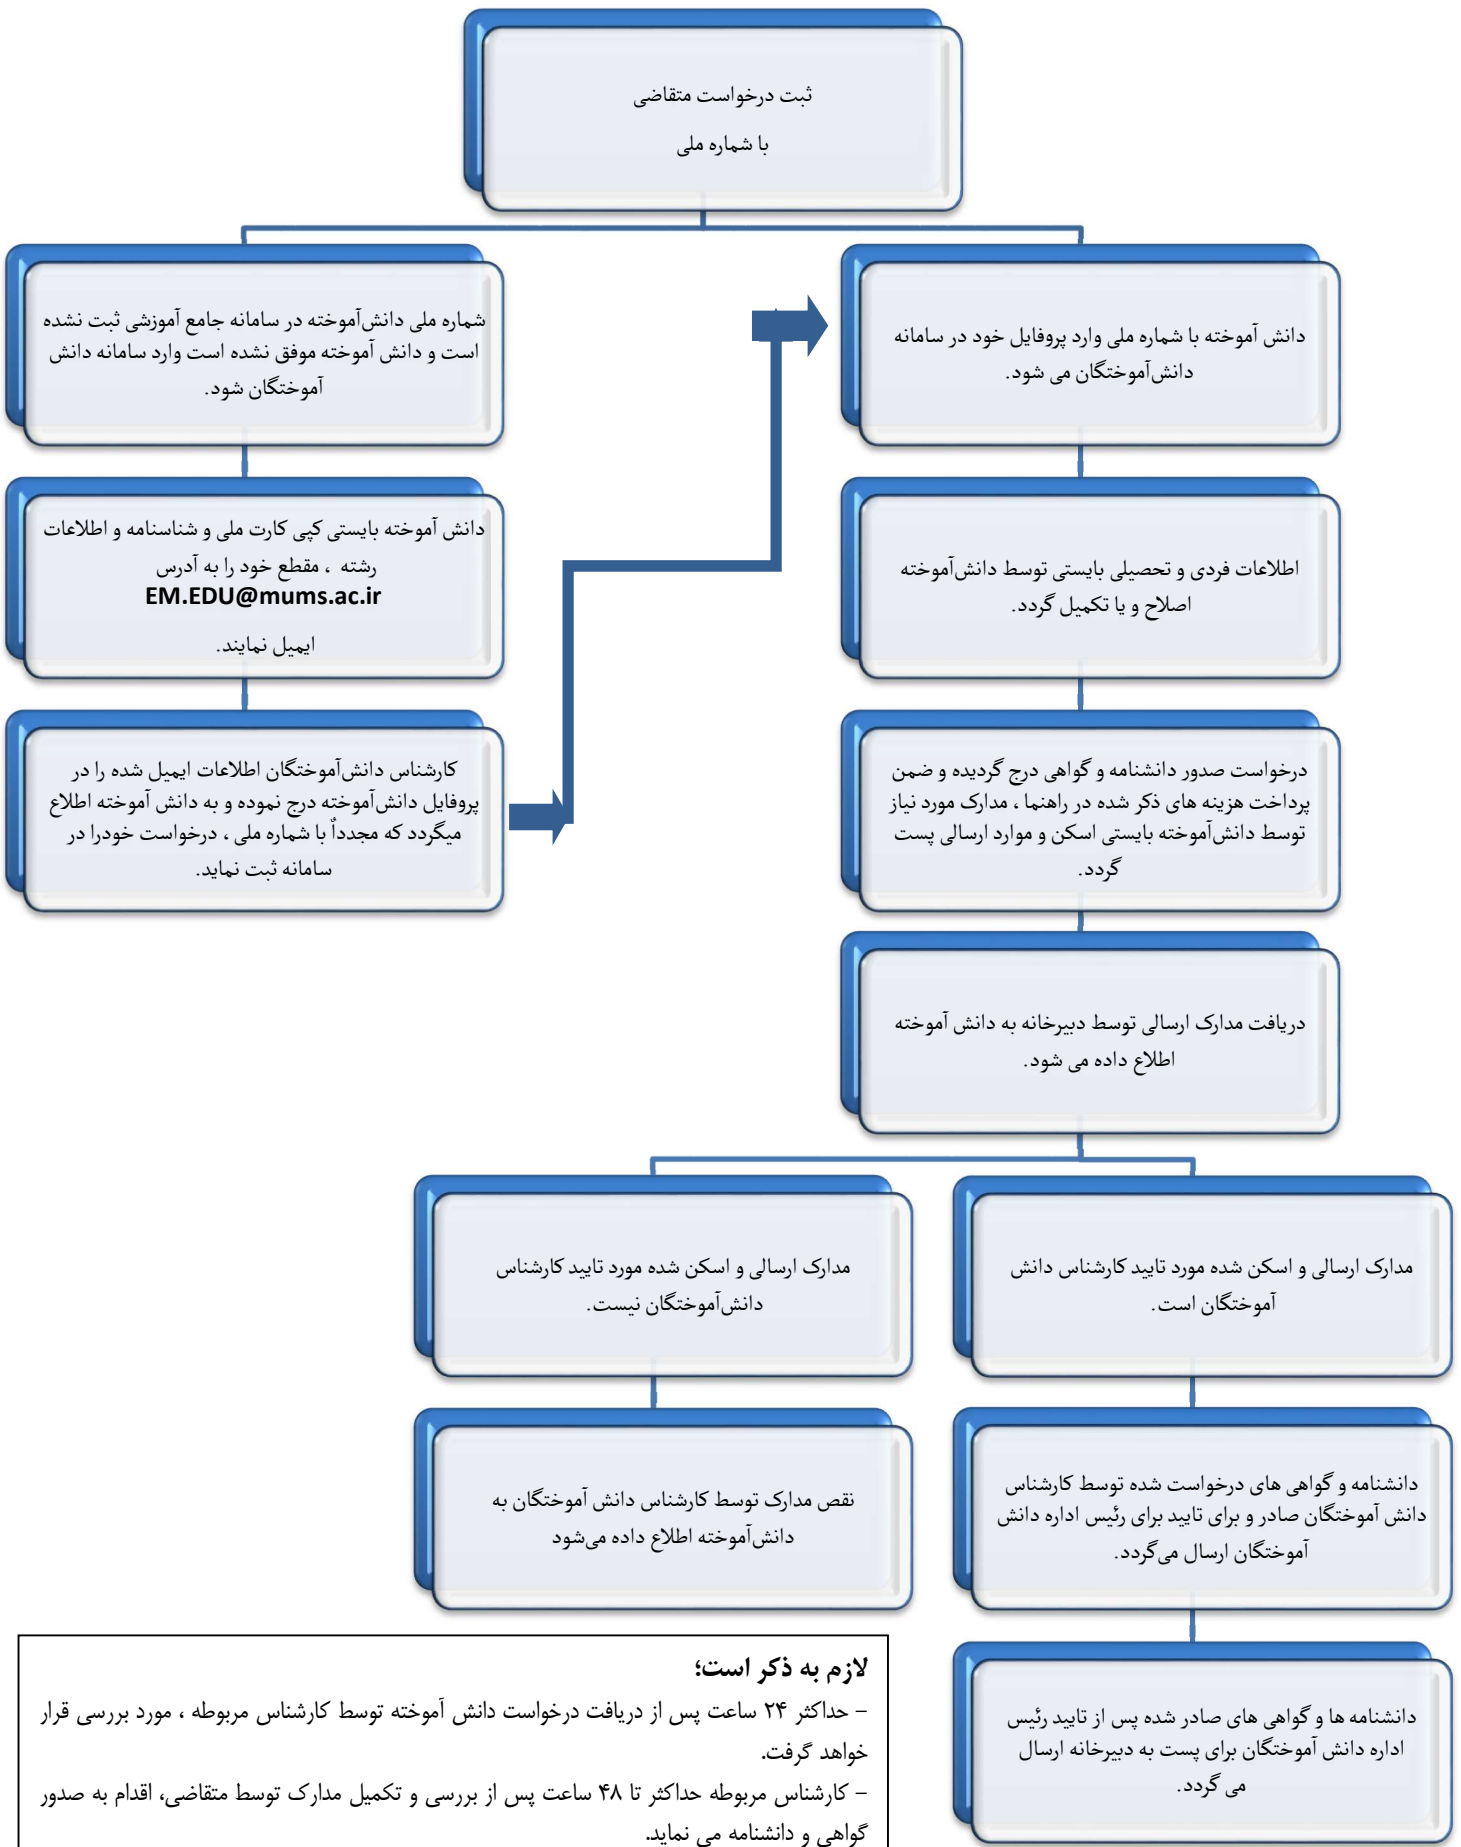 ثبت درخواست متقاضی
با شماره ملی
دانش آموخته با شماره ملی وارد پروفایل خود در سامانه
دانش‌آموختگان می شود.
اطلاعات فردی و تحصیلی بایستی توسط دانش‌آموخته
اصلاح و یا تکمیل گردد.
درخواست صدور دانشنامه و گواهی درج گردیده و ضمن
پرداخت هزینه های ذکر شده در راهنما ، مدارک مورد نیاز
توسط دانش‌آموخته بایستی اسکن و موارد ارسالی پست
گردد.
دریافت مدارک ارسالی توسط دبیرخانه به دانش آموخته
اطلاع داده می شود.
مدارک ارسالی و اسکن شده مورد تایید کارشناس دانش
آموختگان است.
دانشنامه و گواهی های درخواست شده توسط کارشناس
دانش آموختگان صادر و برای تایید برای رئیس اداره دانش
آموختگان ارسال می‌گردد.
دانشنامه ها و گواهی های صادر شده پس از تایید رئیس
اداره دانش آموختگان برای پست به دبیرخانه ارسال
می گردد.
مدارک ارسالی و اسکن شده مورد تایید کارشناس
دانش‌آموختگان نیست.
نقص مدارک توسط کارشناس دانش آموختگان به
دانش‌آموخته اطلاع داده می‌شود
شماره ملی دانش‌آموخته در سامانه جامع آموزشی ثبت نشده
است و دانش آموخته موفق نشده است وارد سامانه دانش
آموختگان شود.
دانش آموخته بایستی کپی کارت ملی و شناسنامه و اطلاعات
رشته ، مقطع خود را به آدرس
EM.EDU@mums.ac.ir
ایمیل نمایند.
کارشناس دانش‌آموختگان اطلاعات ایمیل شده را در
پروفایل دانش‌آموخته درج نموده و به دانش آموخته اطلاع
میگردد که مجدداٌ با شماره ملی ، درخواست خودرا در
سامانه ثبت نماید.
لازم به ذکر است؛
- حداکثر ۲۴ ساعت پس از دریافت درخواست دانش آموخته توسط کارشناس مربوطه ، مورد بررسی قرار
خواهد گرفت.
- کارشناس مربوطه حداکثر تا ۴۸ ساعت پس از بررسی و تکمیل مدارک توسط متقاضی، اقدام به صدور
گواهی و دانشنامه می نماید.